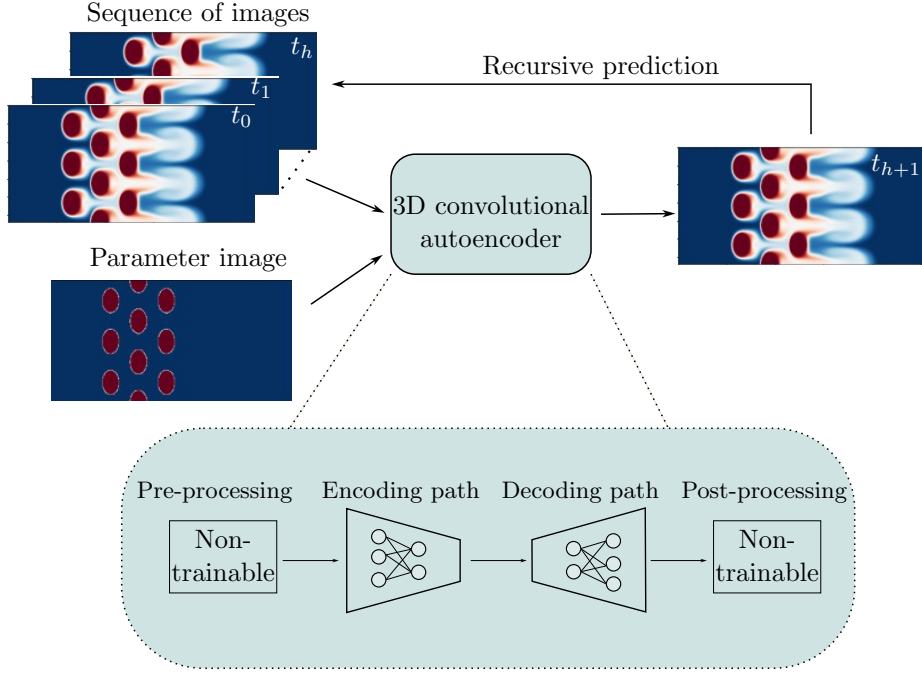 Sequence of images
t_h
t_1
t_0
Recursive prediction
t_{h+1}
3D convolutional
autoencoder
Parameter image
Pre-processing
Encoding path
Decoding path
Post-processing
Non-
trainable
Non-
trainable